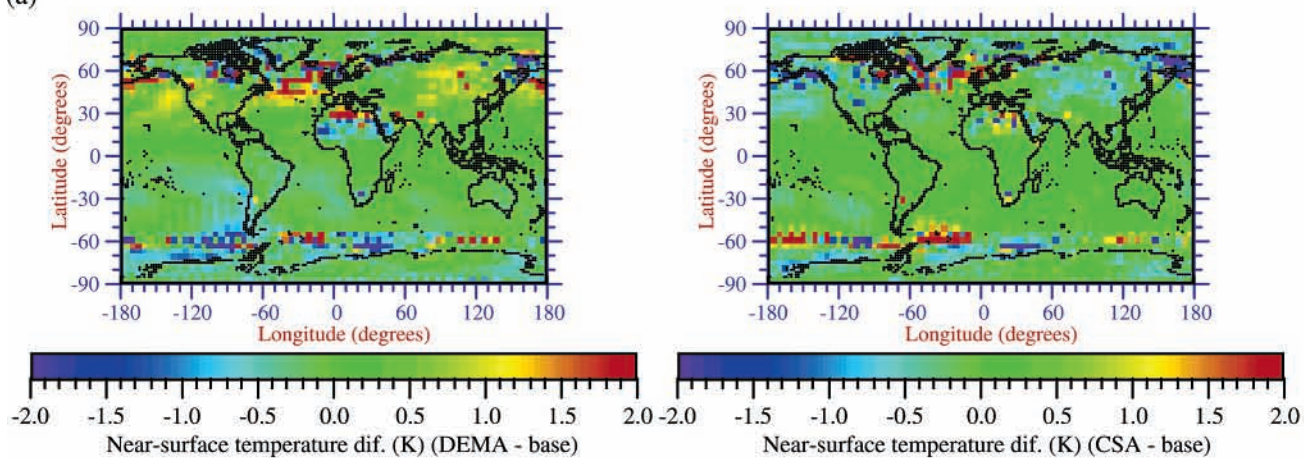 (a)
90
60
30
0
-30
-60
-90
Latitude (degrees)
-180 -120 -60 0 60 120 180
Longitude (degrees)
-2.0 -1.5 -1.0 -0.5 0.0 0.5 1.0 1.5 2.0
Near-surface temperature dif. (K) (DEMA - base)
90
60
30
0
-30
-60
-90
Latitude (degrees)
-180 -120 -60 0 60 120 180
Longitude (degrees)
-2.0 -1.5 -1.0 -0.5 0.0 0.5 1.0 1.5 2.0
Near-surface temperature dif. (K) (CSA - base)